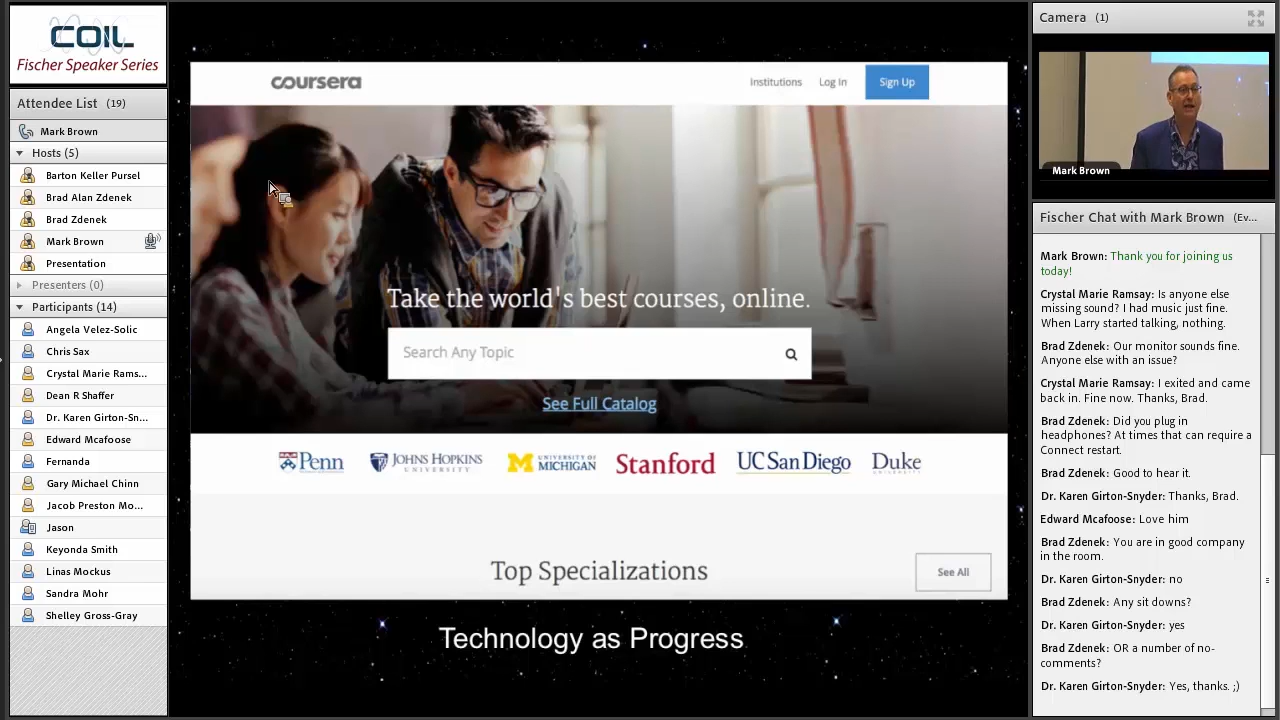 COIL
Fischer Speaker Series
Attendee List (19)
Mark Brown
Hosts (5)
Barton Keller Pursel
Brad Alan Zdenek
Brad Zdenek
Mark Brown
Presentation
Presenters (0)
Participants (14)
Angela Velez-Solic
Chris Sax
Crystal Marie Rams...
Dean R Shaffer
Dr. Karen Girton-Sn...
Edward Mcafoose
Fernanda
Gary Michael Chinn
Jacob Preston Mo...
Jason
Keyonda Smith
Linas Mockus
Sandra Mohr
Shelley Gross-Gray
coursera
Institutions Log In Sign Up
Take the world's best courses, online.
Search Any Topic
See Full Catalog
Penn
JOHNS HOPKINS
UNIVERSITY
UNIVERSITY OF
MICHIGAN
Stanford
UC San Diego
Duke
UNIVERSITY
Top Specializations
See All
Technology as Progress
Camera (1)
Mark Brown
Fischer Chat with Mark Brown (Ev...
Mark Brown: Thank you for joining us
today!
Crystal Marie Ramsay: Is anyone else
missing sound? I had music just fine.
When Larry started talking, nothing.
Brad Zdenek: Our monitor sounds fine.
Anyone else with an issue?
Crystal Marie Ramsay: I exited and came
back in. Fine now. Thanks, Brad.
Brad Zdenek: Did you plug in
headphones? At times that can require a
Connect restart.
Brad Zdenek: Good to hear it.
Dr. Karen Girton-Snyder: Thanks, Brad.
Edward Mcafoose: Love him
Brad Zdenek: You are in good company
in the room.
Dr. Karen Girton-Snyder: no
Brad Zdenek: Any sit downs?
Dr. Karen Girton-Snyder: yes
Brad Zdenek: OR a number of no-
comments?
Dr. Karen Girton-Snyder: Yes, thanks. ;)